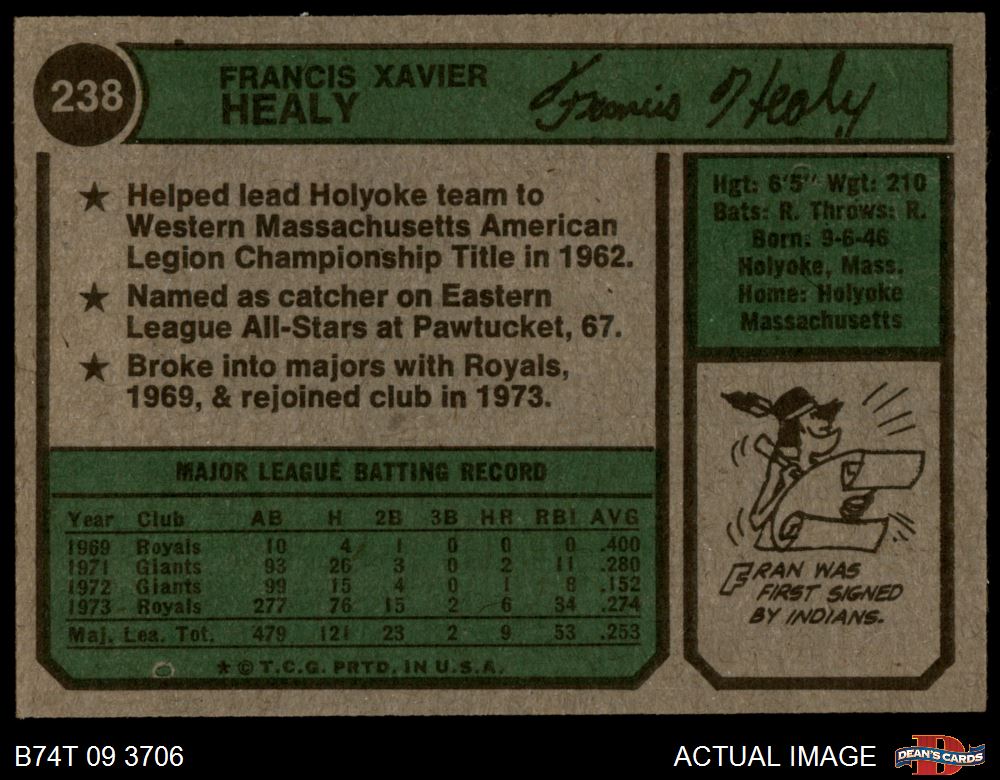 238
FRANCIS XAVIER
HEALY
Francis Healy
★ Helped lead Holyoke team to
Western Massachusetts American
Legion Championship Title in 1962.
★ Named as catcher on Eastern
League All-Stars at Pawtucket, 67.
★ Broke into majors with Royals,
1969, & rejoined club in 1973.
Hgt: 6'5" Wgt: 210
Bats: R. Throws: R.
Born: 9-6-46
Holyoke, Mass.
Home: Holyoke
Massachusetts
MAJOR LEAGUE BATTING RECORD
Year Club AB H 2B 3B HR RBI AVG
1969 Royals 10 4 1 0 0 0 .400
1971 Giants 93 26 3 0 2 11 .280
1972 Giants 99 15 4 0 1 8 .152
1973 Royals 277 76 15 2 6 34 .274
Maj. Lea. Tot. 479 121 23 2 9 53 .253
★ © T.C.G. PRTD. IN U.S.A.
FRAN WAS
FIRST SIGNED
BY INDIANS.
B74T 09 3706
ACTUAL IMAGE
DEAN'S CARDS